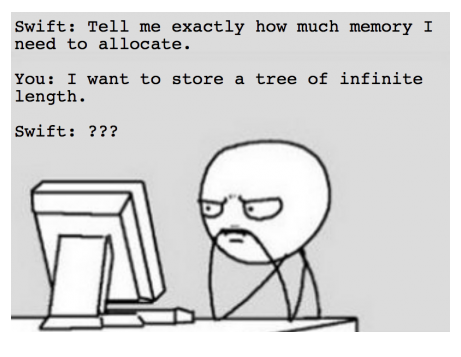 Swift: Tell me exactly how much memory I
need to allocate.
You: I want to store a tree of infinite
length.
Swift: ???